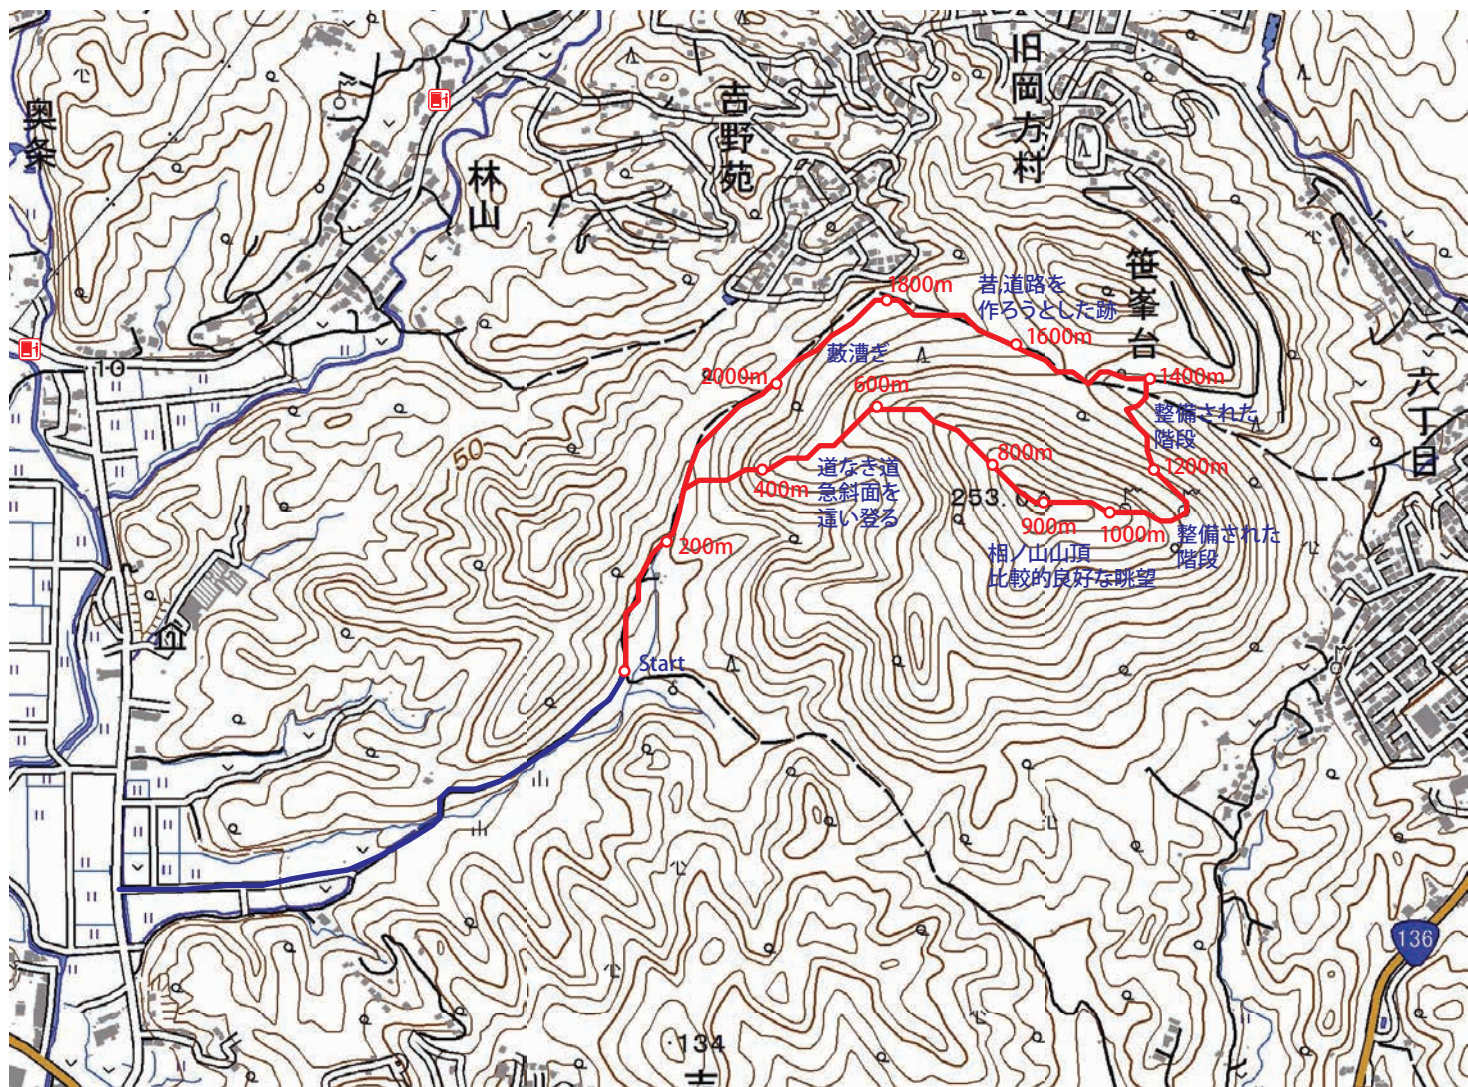 奥条
林山
吉野苑
旧岡方村
笹峯台
六丁目
1800m
昔、道路を
作ろうとした跡
1600m
藪漕ぎ
2000m
600m
1400m
10
整備された
階段
50
800m
1200m
道なき道
急斜面を
這い登る
400m
253.0
900m
1000m
整備された
階段
200m
相ノ山山頂
比較的良好な眺望
Start
136
134